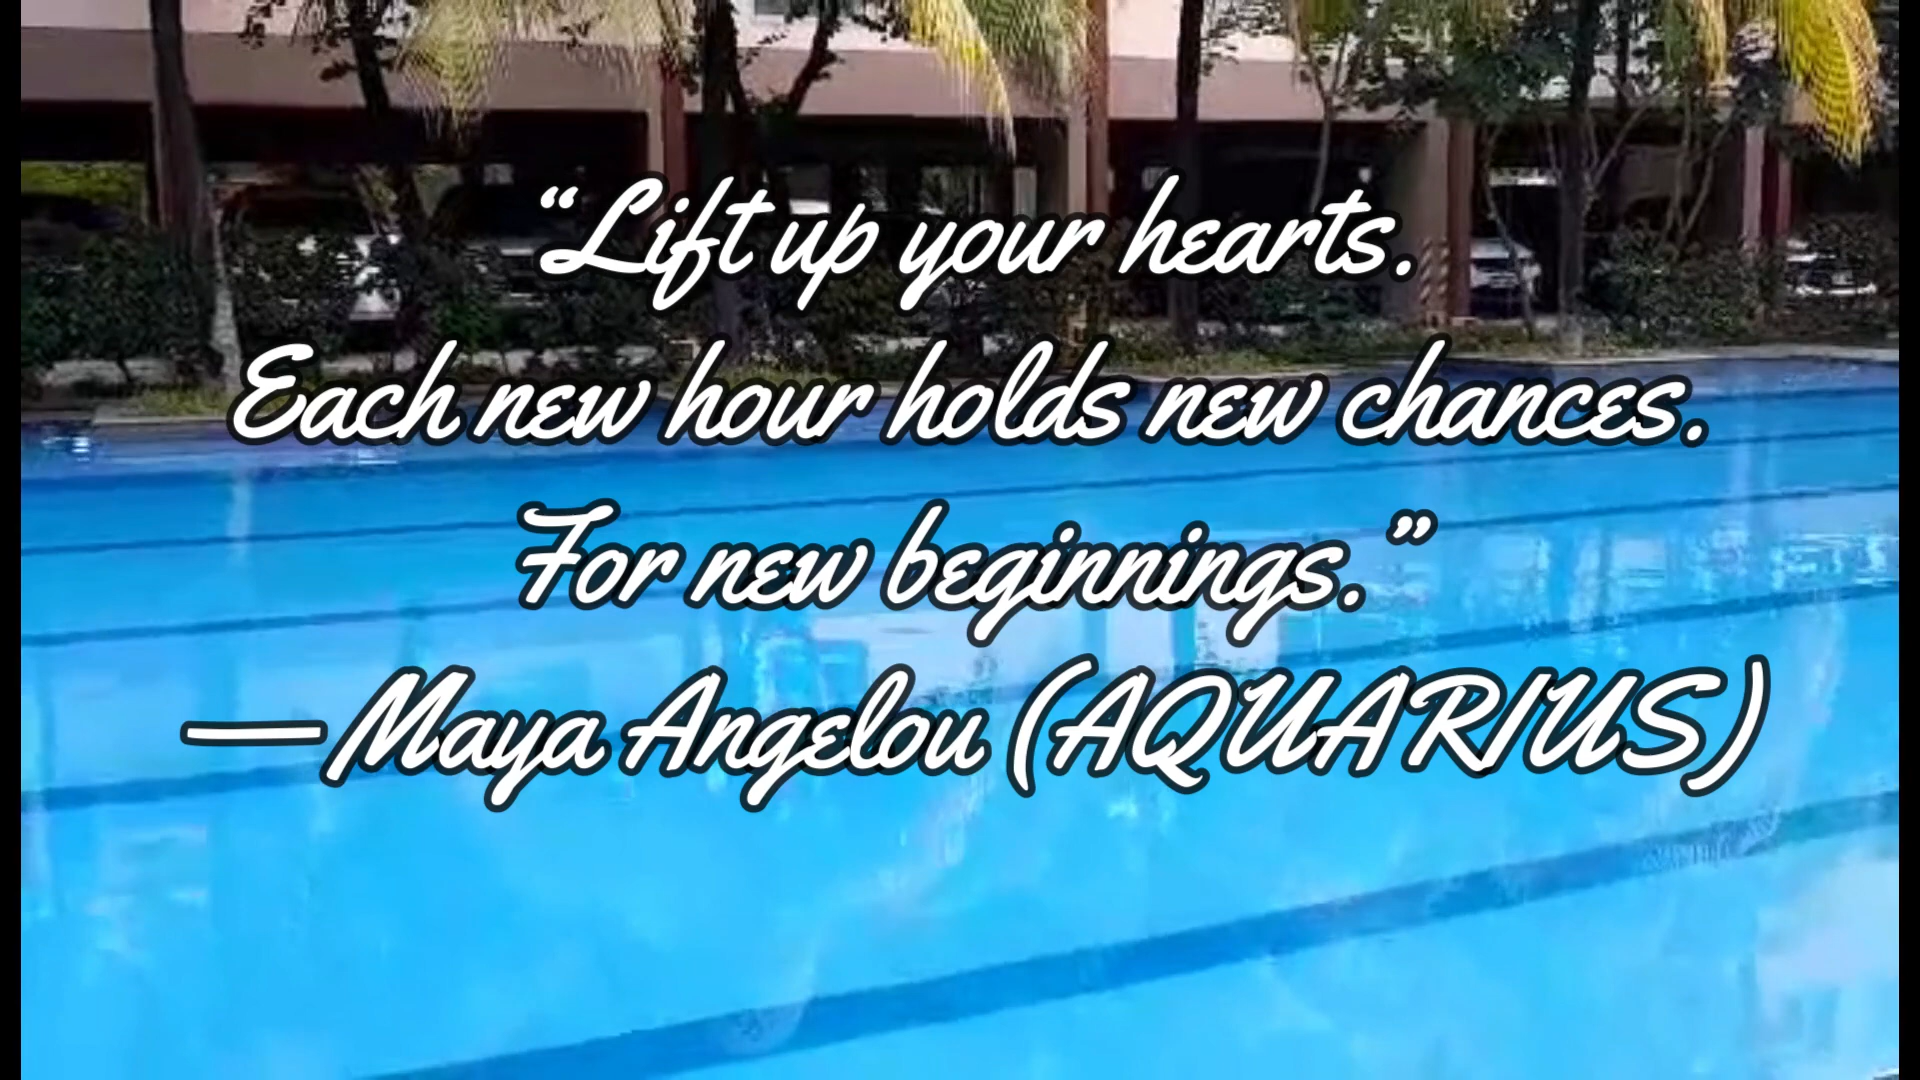 “Lift up your hearts.
Each new hour holds new chances.
For new beginnings.”
— Maya Angelou (AQUARIUS)